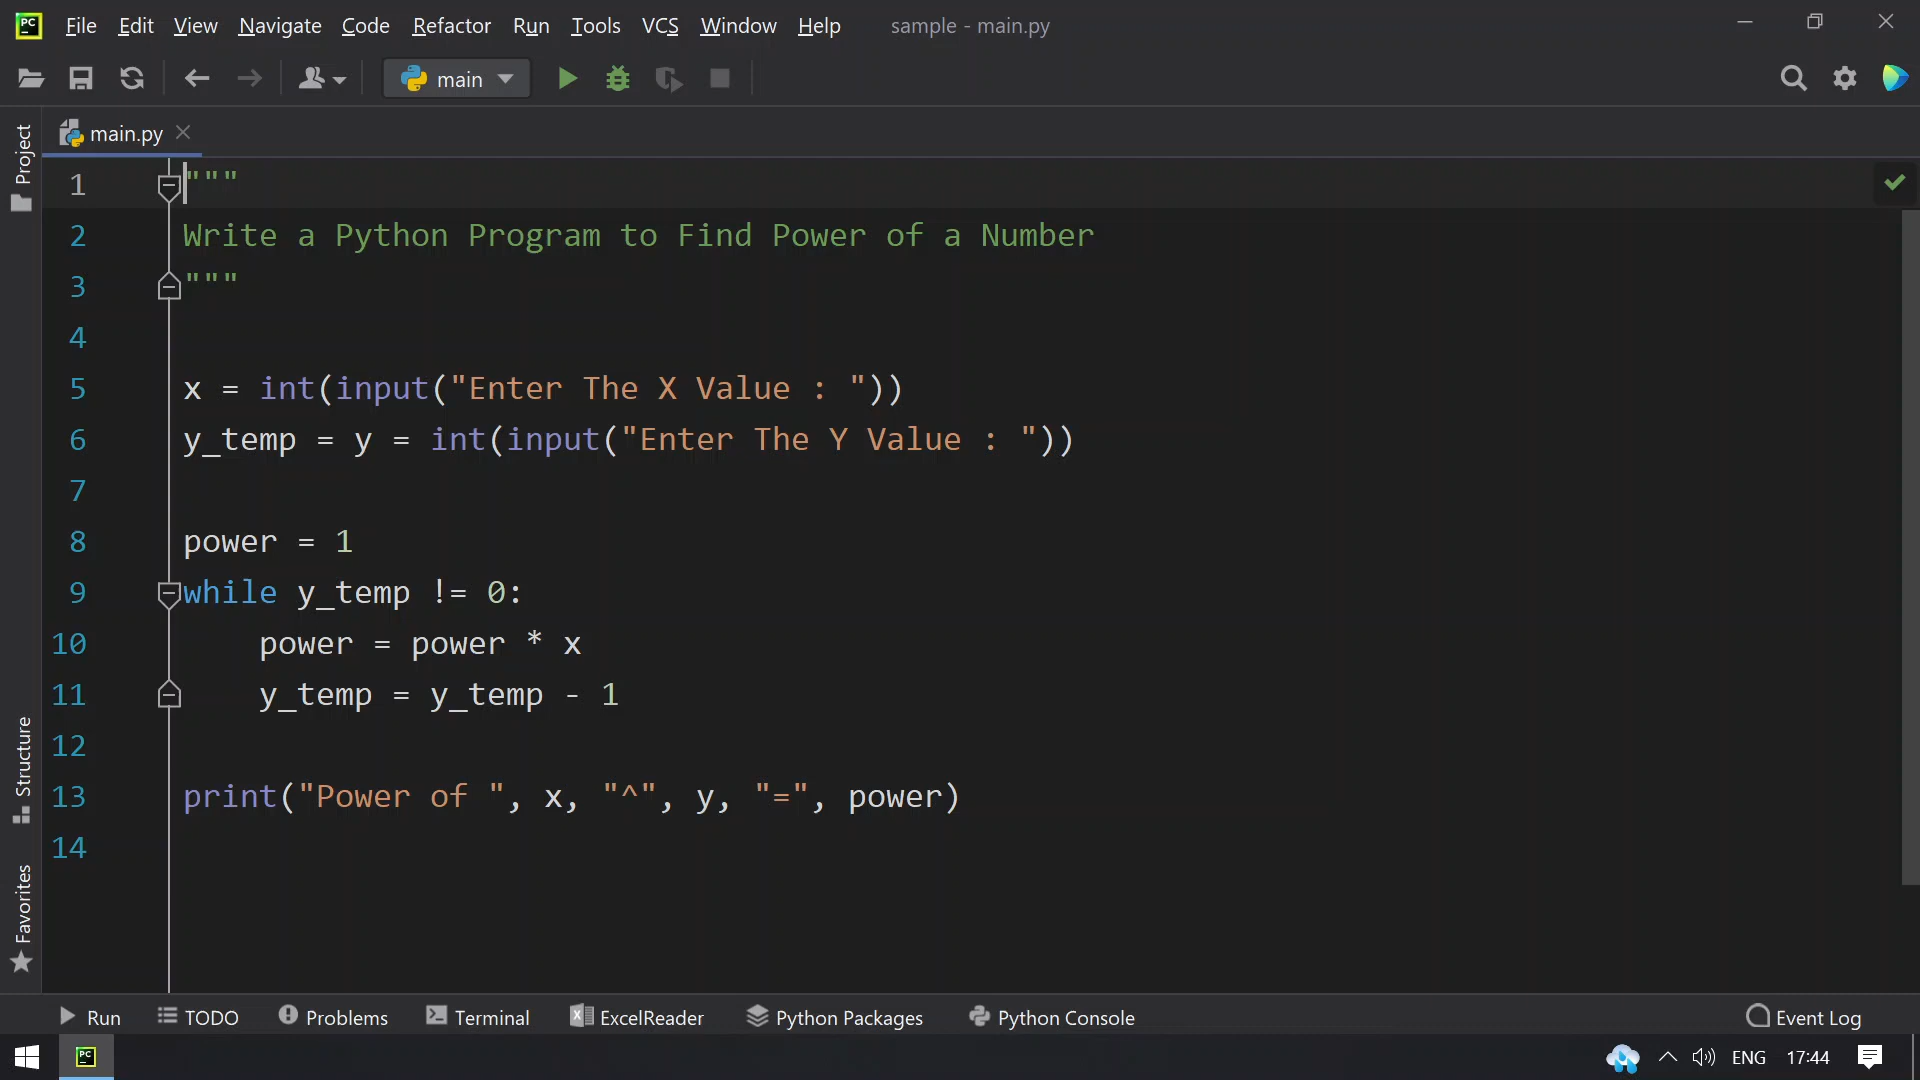 PC File Edit View Navigate Code Refactor Run Tools VCS Window Help sample - main.py
main
Project
main.py
1 """
2 Write a Python Program to Find Power of a Number
3 """
4
5 x = int(input("Enter The X Value : "))
6 y_temp = y = int(input("Enter The Y Value : "))
7
8 power = 1
9 while y_temp != 0:
10     power = power * x
11     y_temp = y_temp - 1
12
13 print("Power of ", x, "^", y, "=", power)
14
Structure
Favorites
Run TODO Problems Terminal ExcelReader Python Packages Python Console Event Log
PC ENG 17:44